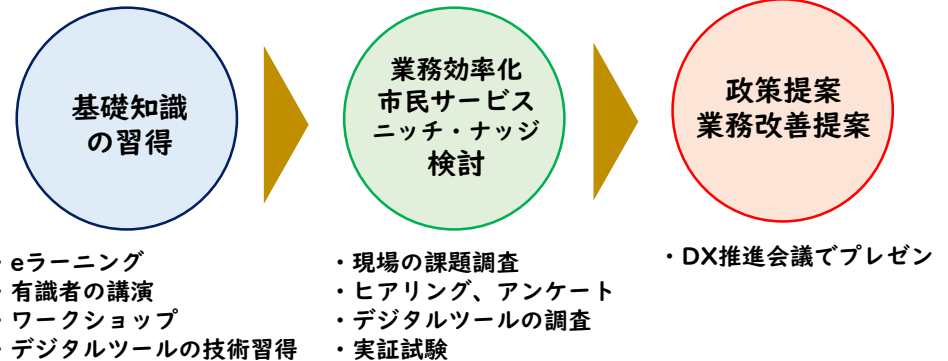 基礎知識
の習得
業務効率化
市民サービス
ニッチ・ナッジ
検討
政策提案
業務改善提案
・eラーニング
・有識者の講演
・ワークショップ
・デジタルツールの技術習得
・現場の課題調査
・ヒアリング、アンケート
・デジタルツールの調査
・実証試験
・DX推進会議でプレゼン